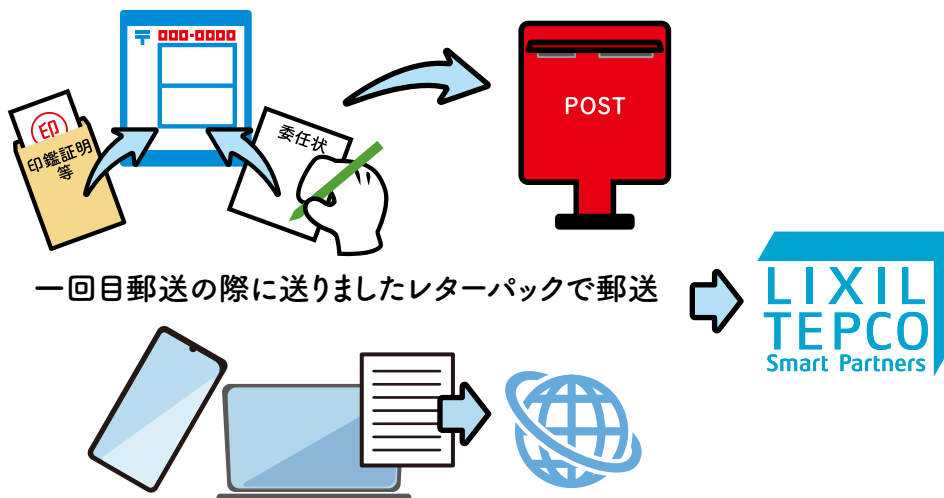 〒 000-0000
印
印鑑証明
等
委任状
POST
一回目郵送の際に送りましたレターパックで郵送
LIXIL
TEPCO
Smart Partners